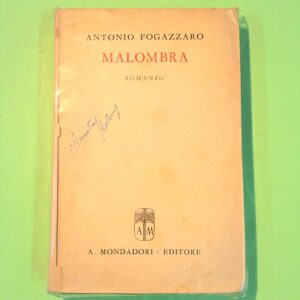 ANTONIO FOGAZZARO
MALOMBRA
ROMANZO
A M
A. MONDADORI - EDITORE